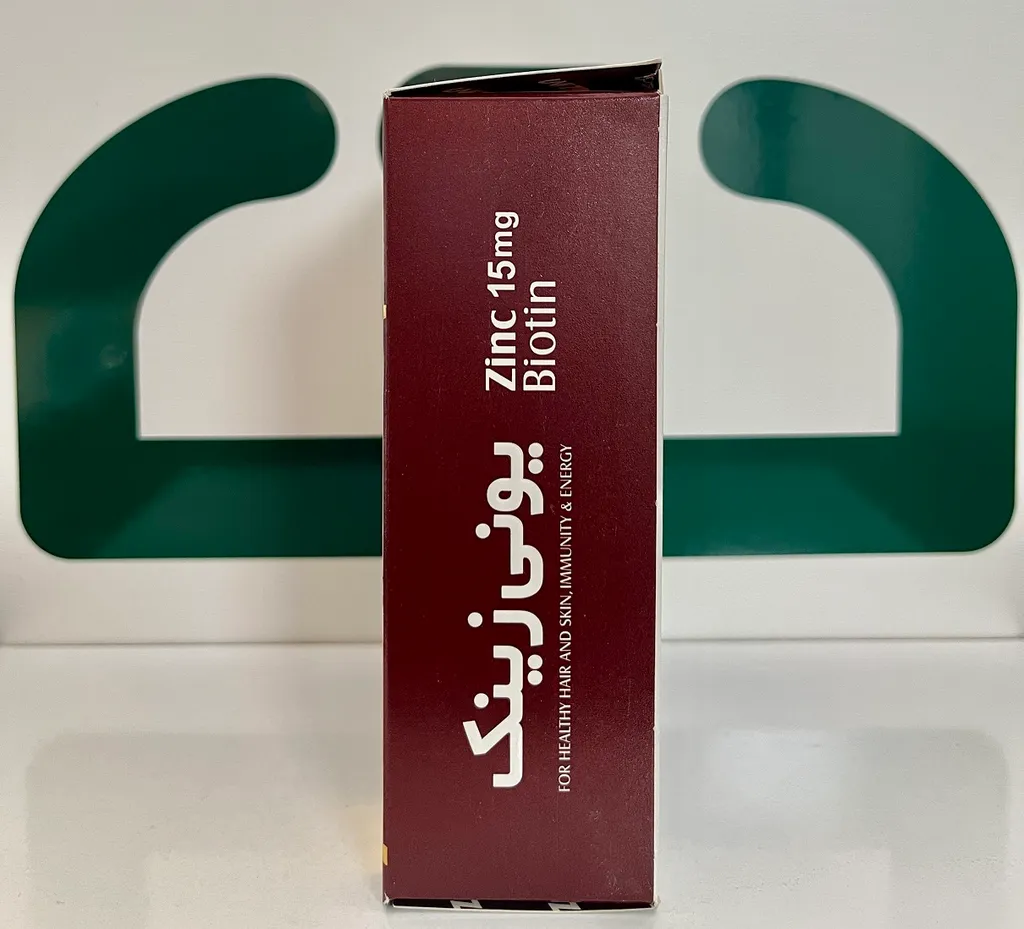 یونی زینک
Zinc 15mg
Biotin
FOR HEALTHY HAIR AND SKIN, IMMUNITY & ENERGY